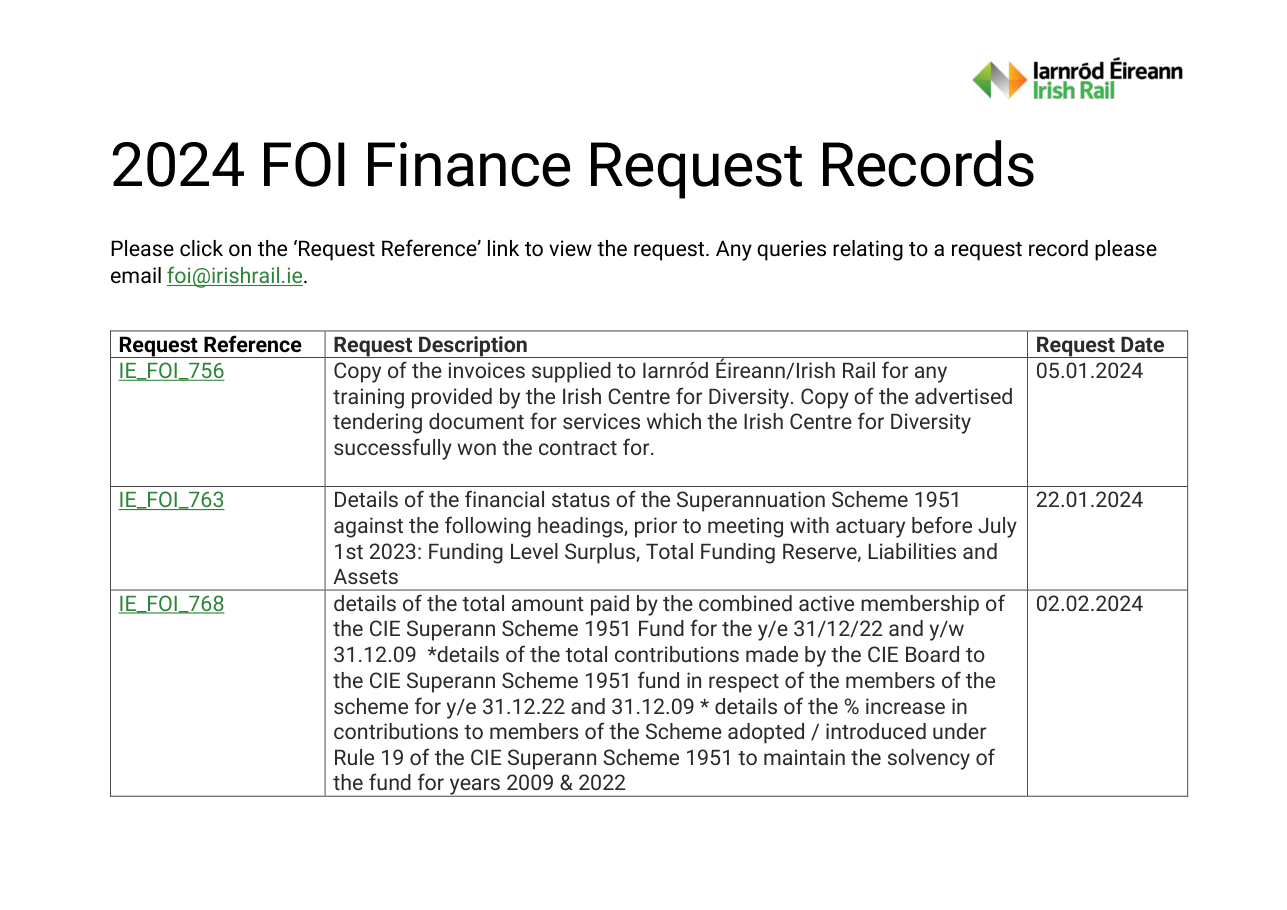 Iarnród Éireann
Irish Rail
2024 FOI Finance Request Records
Please click on the ‘Request Reference’ link to view the request. Any queries relating to a request record please
email foi@irishrail.ie.
Request Reference Request Description Request Date
IE_FOI_756 Copy of the invoices supplied to Iarnród Éireann/Irish Rail for any 05.01.2024
training provided by the Irish Centre for Diversity. Copy of the advertised
tendering document for services which the Irish Centre for Diversity
successfully won the contract for.
IE_FOI_763 Details of the financial status of the Superannuation Scheme 1951 22.01.2024
against the following headings, prior to meeting with actuary before July
1st 2023: Funding Level Surplus, Total Funding Reserve, Liabilities and
Assets
IE_FOI_768 details of the total amount paid by the combined active membership of 02.02.2024
the CIE Superann Scheme 1951 Fund for the y/e 31/12/22 and y/w
31.12.09  *details of the total contributions made by the CIE Board to
the CIE Superann Scheme 1951 fund in respect of the members of the
scheme for y/e 31.12.22 and 31.12.09 * details of the % increase in
contributions to members of the Scheme adopted / introduced under
Rule 19 of the CIE Superann Scheme 1951 to maintain the solvency of
the fund for years 2009 & 2022